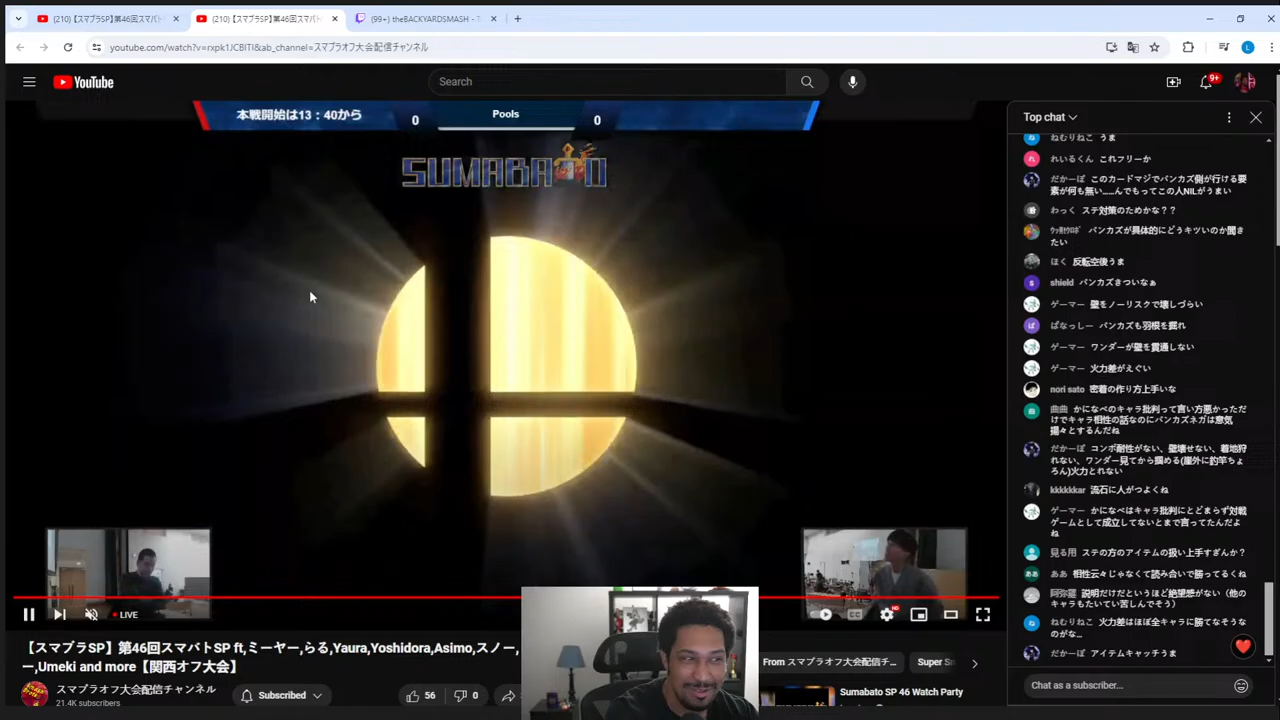 (210) 【スマブラSP】第46回スマバト
(210) 【スマブラSP】第46回スマバト
(99+) theBACKYARDSMASH - T
youtube.com/watch?v=rxpk1JCBITI&ab_channel=スマブラオフ大会配信チャンネル
L
YouTube
Search
9+
本戦開始は13：40から
0
Pools
0
SUMABATO
Top chat
ねむりねこ うま
れいるくん これフリーか
だかーぽ このカードマジでバンカズ側が行ける要
素が何も無い.....んでもってこの人NILがうまい
わっく ステ対策のためかな？？
バンカズが具体的にどうキツいのか聞き
たい
ほく 反転空後うま
shield バンカズきついなぁ
ゲーマー 壁をノーリスクで壊しづらい
ぱなっしー バンカズも羽根を掘れ
ゲーマー ワンダーが壁を貫通しない
ゲーマー 火力差がえぐい
nori sato 密着の作り方上手いな
曲曲 かになべのキャラ批判って言い方悪かっただ
けでキャラ相性の話なのにバンカズネガは意気
揚々とするんだね
だかーぽ コンボ耐性がない、壁壊せない、着地狩
れない、ワンダー見てから掴める(崖外に釣竿ちょ
ろん)火力とれない
kkkkkkar 流石に人がつよくね
ゲーマー かになべはキャラ批判にとどまらず対戦
ゲームとして成立してないとまで言ってたんだよ
ね
見る用 ステの方のアイテムの扱い上手すぎんか？
ああ 相性云々じゃなくて読み合いで勝ってるくね
阿弥羅 説明だけだというほど絶望感がない（他の
キャラもたいてい苦しんでそう）
ねむりねこ 火力差はほぼ全キャラに勝てなそうな
のがな...
だかーぽ アイテムキャッチうま
Chat as a subscriber...
LIVE
CC
HD
【スマブラSP】第46回スマバトSP ft,ミーヤー,らる,Yaura,Yoshidora,Asimo,スノー,
ー,Umeki and more【関西オフ大会】
スマブラオフ大会配信チャンネル
21.4K subscribers
Subscribed
56
0
From スマブラオフ大会配信チ...
Super Sm
Sumabato SP 46 Watch Party